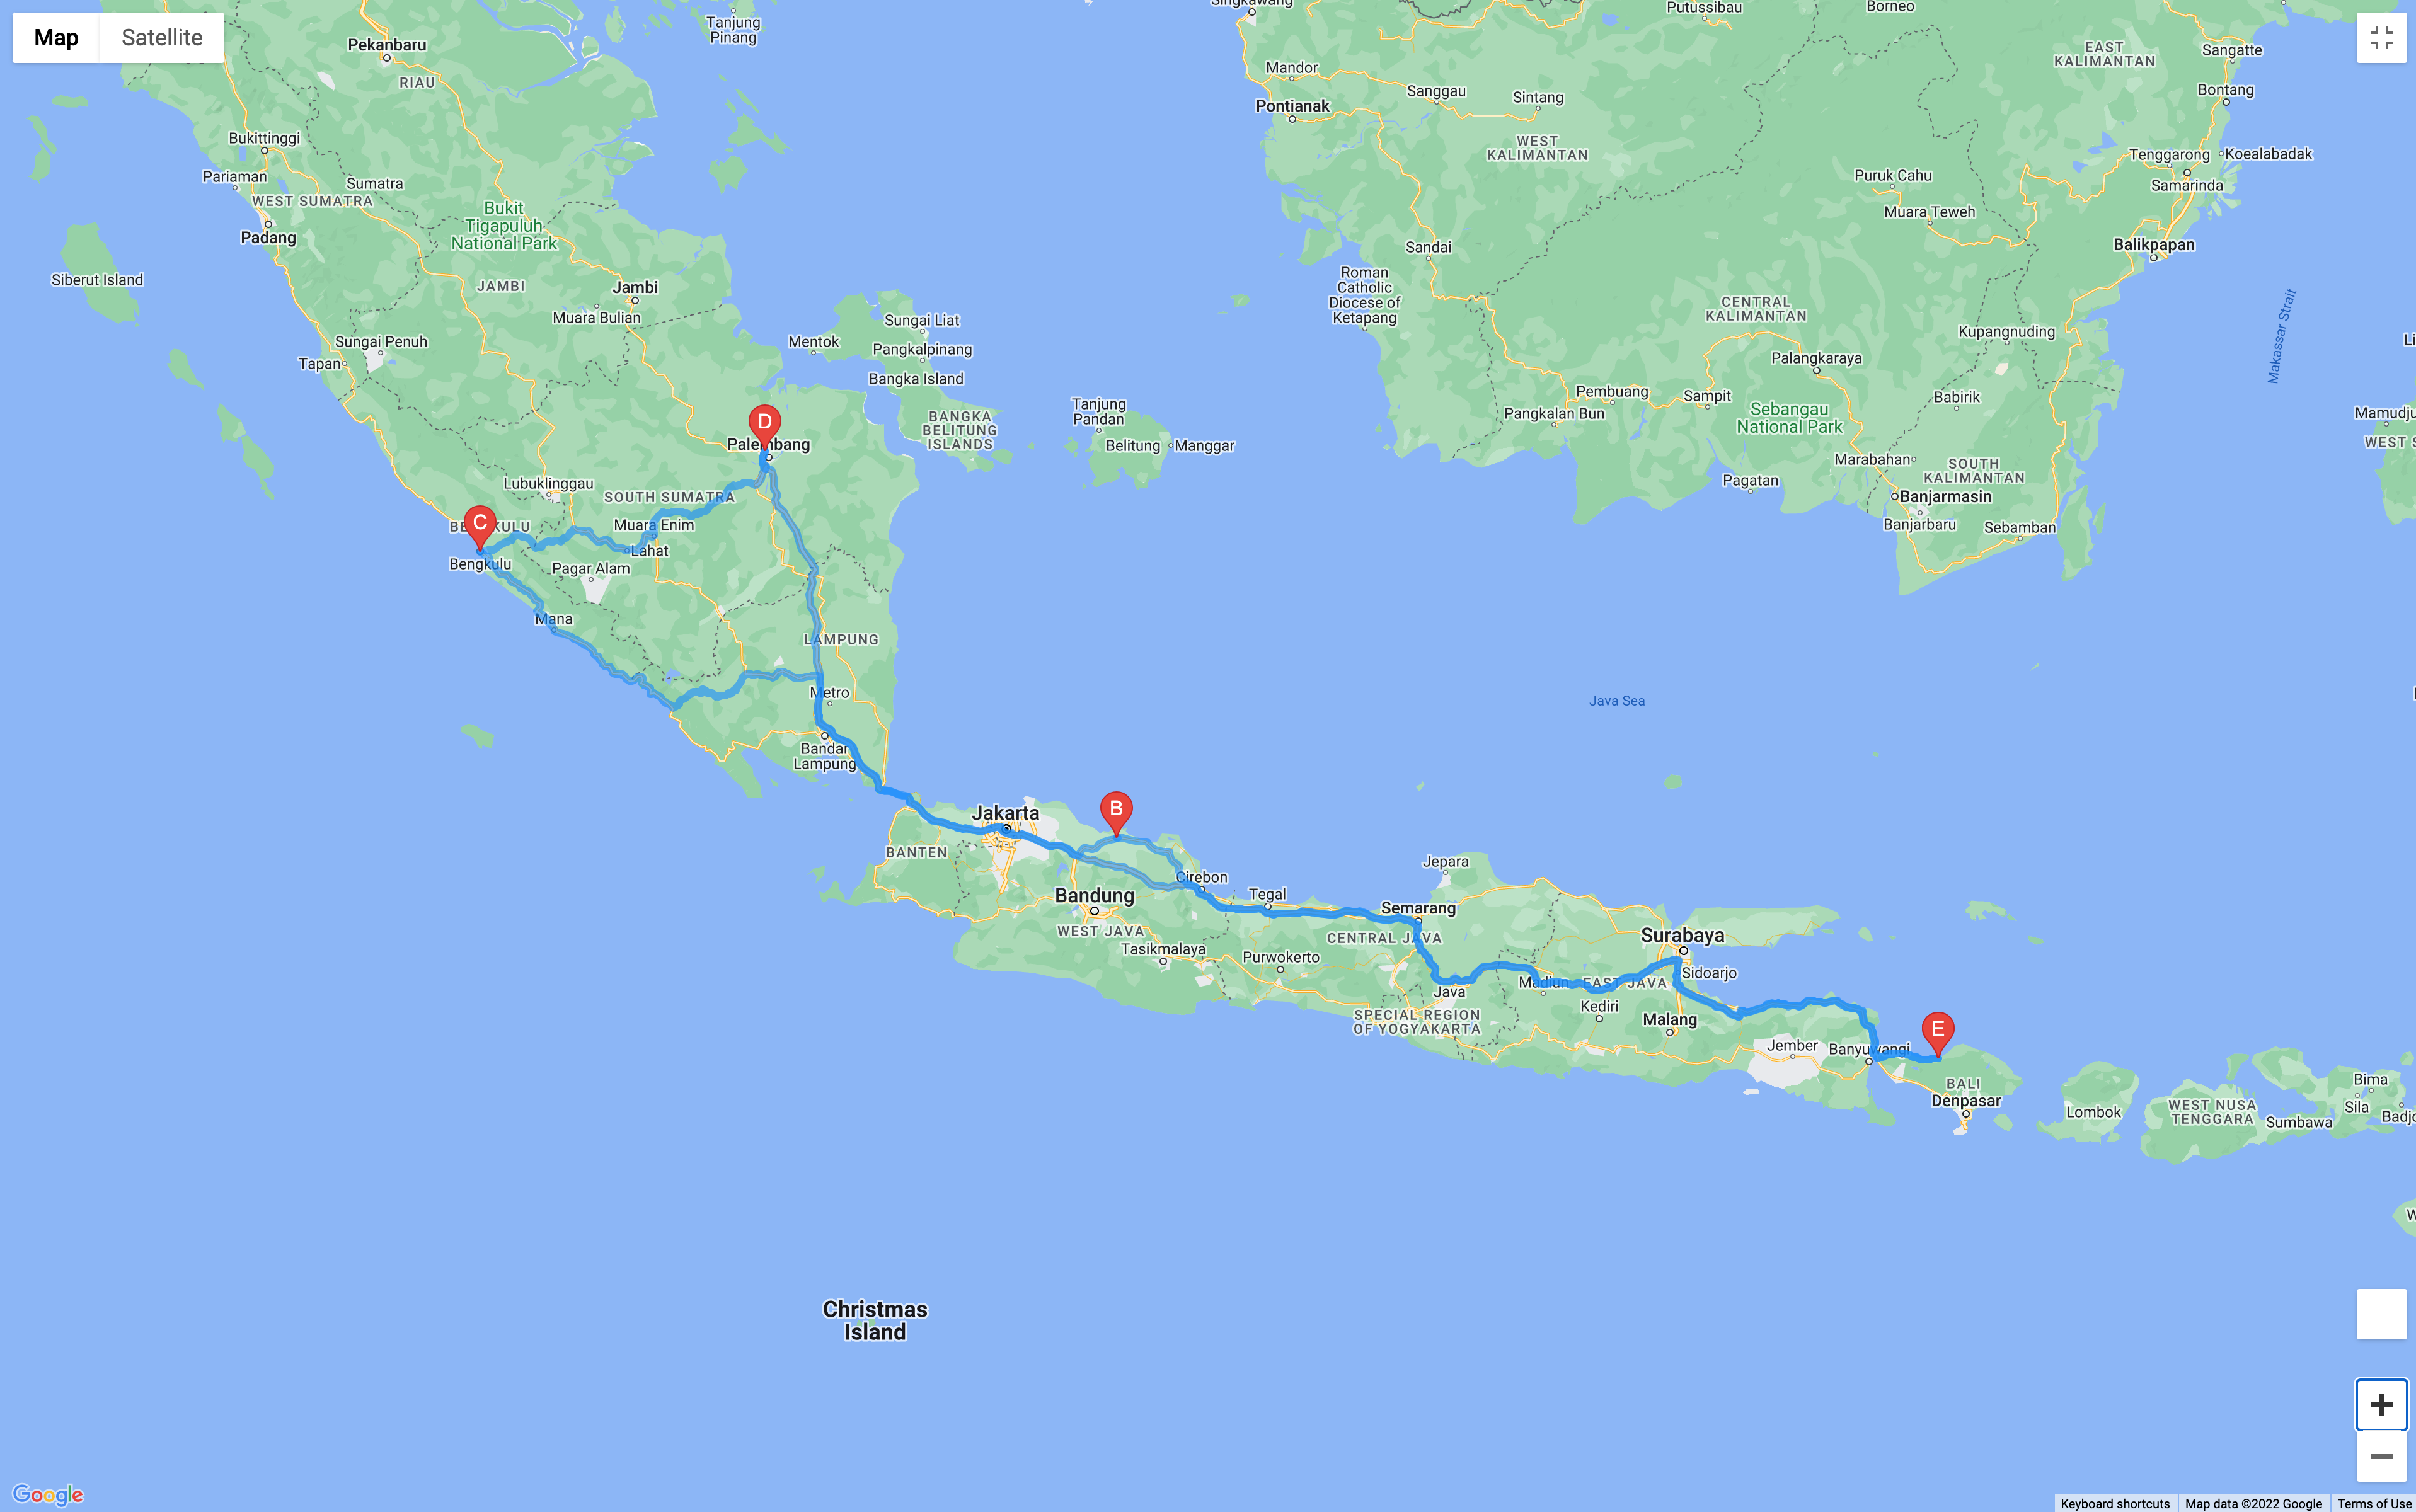 Map
Satellite
Tanjung
Pinang
Singkawang
Putussibau
Borneo
Pekanbaru
RIAU
Mandor
Pontianak
Sanggau
Sintang
WEST
KALIMANTAN
EAST
KALIMANTAN
Sangatte
Bontang
Bukittinggi
Pariaman
WEST SUMATRA
Sumatra
Padang
Bukit
Tigapuluh
National Park
Siberut Island
JAMBI
Jambi
Muara Bulian
Sungai Penuh
Tapan
Tenggarong
Koealabadak
Samarinda
Puruk Cahu
Muara Teweh
Balikpapan
Sandai
Roman
Catholic
Diocese of
Ketapang
CENTRAL
KALIMANTAN
Makassar Strait
Kupangnuding
Palangkaraya
Mentok
Sungai Liat
Pangkalpinang
Bangka Island
BANGKA
BELITUNG
ISLANDS
Tanjung
Pandan
Belitung
Manggar
Pangkalan Bun
Pembuang
Sampit
Sebangau
National Park
Babirik
Marabahan
Pagatan
SOUTH
KALIMANTAN
Banjarmasin
Banjarbaru
Sebamban
D
Palembang
Lubuklinggau
SOUTH SUMATRA
C
Bengkulu
Muara Enim
Lahat
Pagar Alam
Mana
LAMPUNG
Metro
Bandar
Lampung
Java Sea
B
Jakarta
BANTEN
Bandung
WEST JAVA
Tasikmalaya
Cirebon
Tegal
Purwokerto
Jepara
Semarang
CENTRAL JAVA
Java
SPECIAL REGION
OF YOGYAKARTA
Surabaya
Sidoarjo
Madiun
EAST JAVA
Kediri
Malang
Jember
Banyuwangi
E
BALI
Denpasar
Lombok
WEST NUSA
TENGGARA
Sumbawa
Bima
Sila
Christmas
Island
Google
Keyboard shortcuts
Map data ©2022 Google
Terms of Use